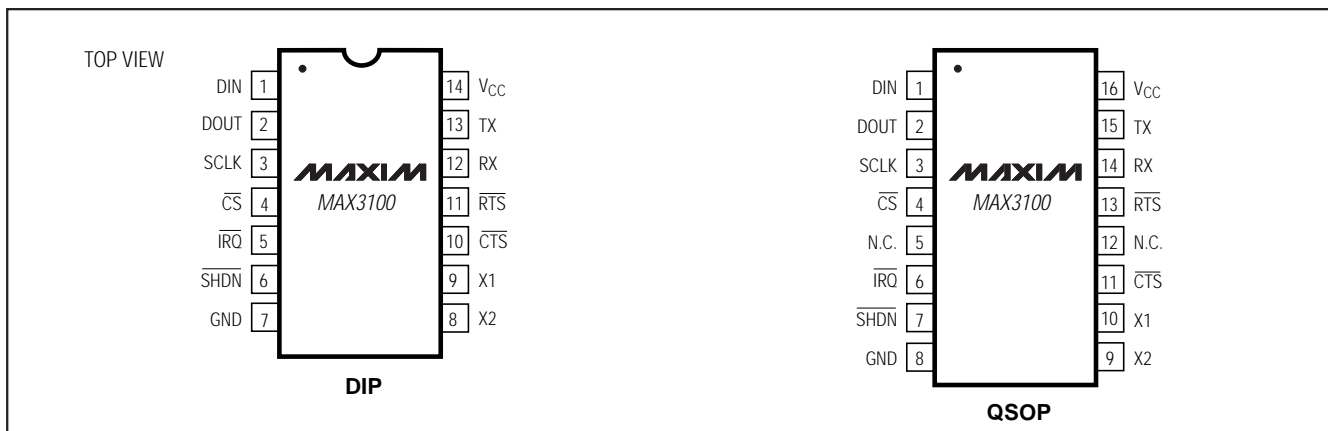 TOP VIEW
DIN 1
DOUT 2
SCLK 3
CS 4
IRQ 5
SHDN 6
GND 7
14 VCC
13 TX
12 RX
11 RTS
10 CTS
9 X1
8 X2
MAXIM
MAX3100
DIP
DIN 1
DOUT 2
SCLK 3
CS 4
N.C. 5
IRQ 6
SHDN 7
GND 8
16 VCC
15 TX
14 RX
13 RTS
12 N.C.
11 CTS
10 X1
9 X2
MAXIM
MAX3100
QSOP